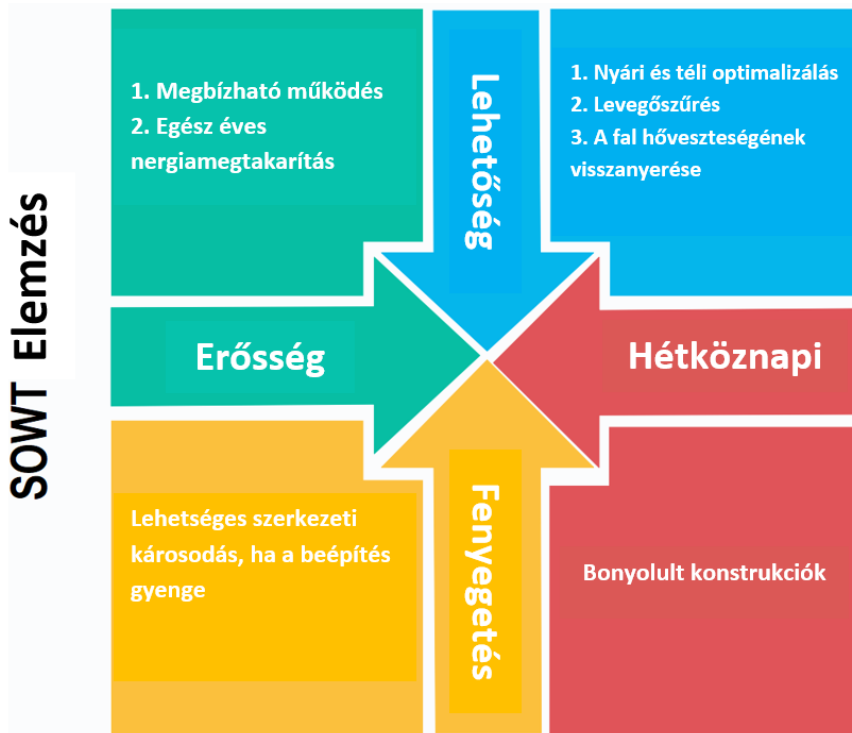 SOWT Elemzés
1. Megbízható működés
2. Egész éves
nergiamegtakarítás
Lehetőség
1. Nyári és téli optimalizálás
2. Levegőszűrés
3. A fal hőveszteségének
visszanyerése
Erősség
Hétköznapi
Lehetséges szerkezeti
károsodás, ha a beépítés
gyenge
Fenyegetés
Bonyolult konstrukciók